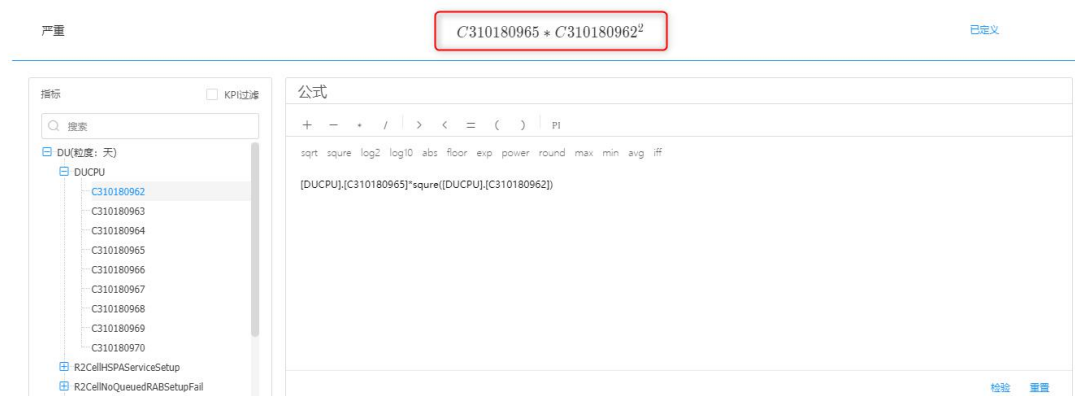 严重 C310180965 ∗ C310180962² 已定义
指标 KPI过滤 公式
搜索 + - * / > < = ( ) PI
DU(粒度：天) sqrt squre log2 log10 abs floor exp power round max min avg iff
DUCPU
C310180962 [DUCPU].[C310180965]*squre([DUCPU].[C310180962])
C310180963
C310180964
C310180965
C310180966
C310180967
C310180968
C310180969
C310180970
R2CellHSPAServiceSetup
R2CellNoQueuedRABSetupFail 检验 重置